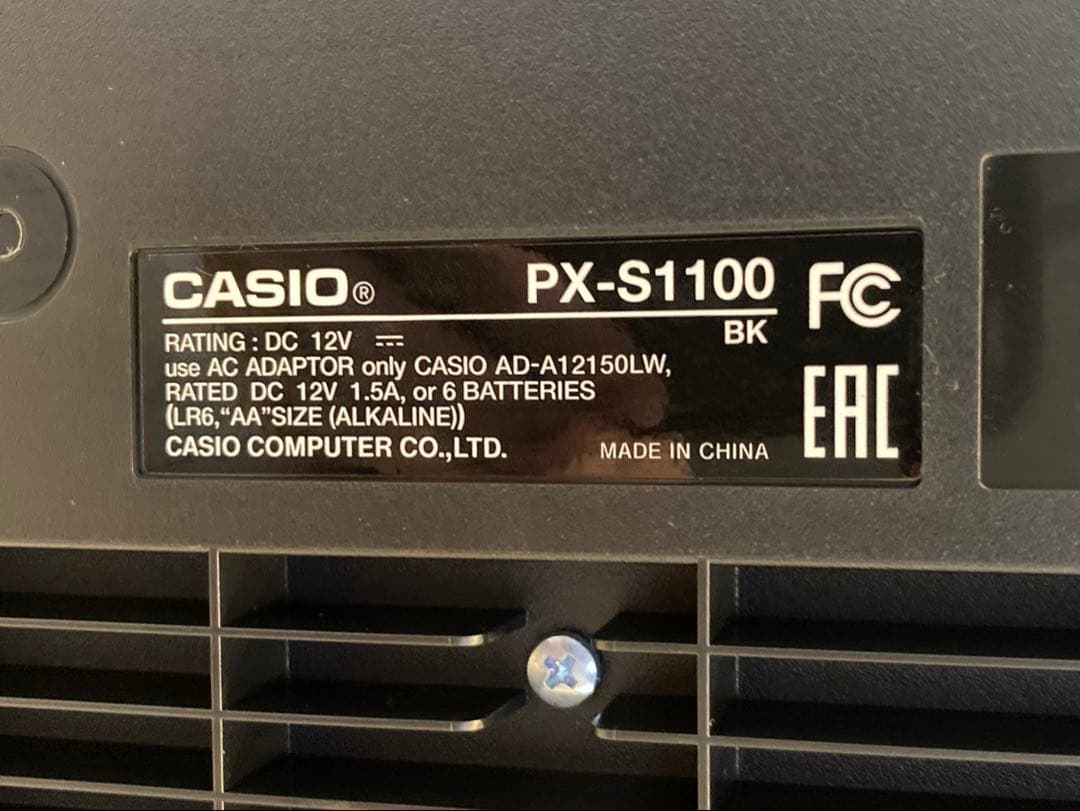 CASIO® PX-S1100 FC
BK
RATING : DC 12V ⎓
use AC ADAPTOR only CASIO AD-A12150LW,
RATED DC 12V 1.5A, or 6 BATTERIES
(LR6,“AA”SIZE (ALKALINE))
CASIO COMPUTER CO.,LTD. MADE IN CHINA
EAC